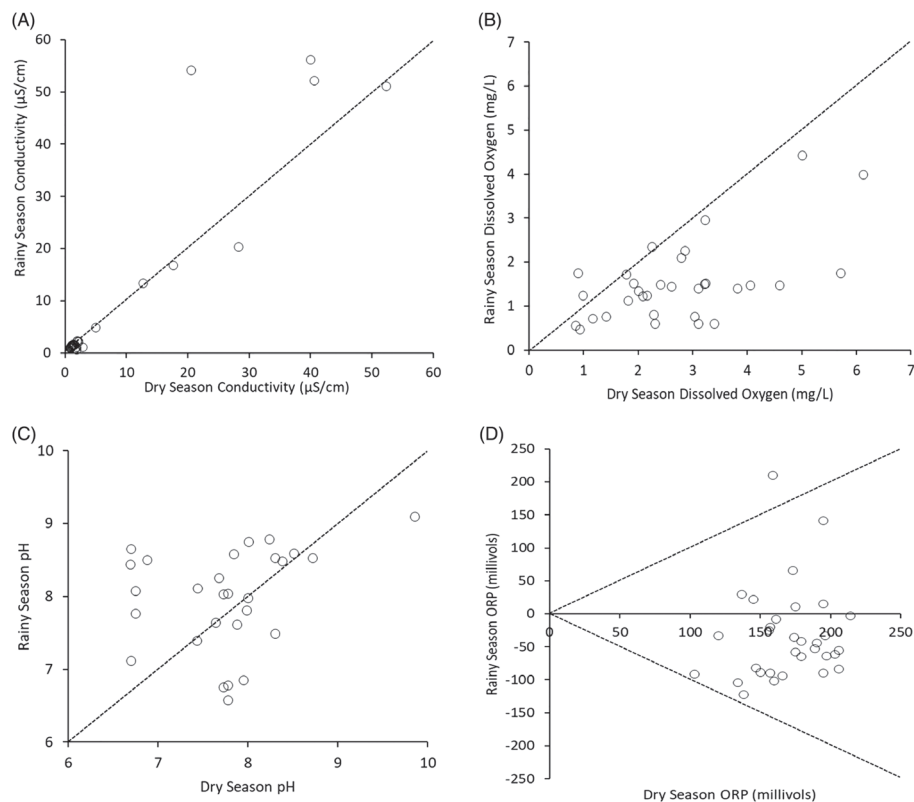 (A)
60
50
40
30
20
10
0
Rainy Season Conductivity (µS/cm)
0 10 20 30 40 50 60
Dry Season Conductivity (µS/cm)
(B)
7
6
5
4
3
2
1
0
Rainy Season Dissolved Oxygen (mg/L)
0 1 2 3 4 5 6 7
Dry Season Dissolved Oxygen (mg/L)
(C)
10
9
8
7
6
Rainy Season pH
6 7 8 9 10
Dry Season pH
(D)
250
200
150
100
50
0
-50
-100
-150
-200
-250
Rainy Season ORP (millivols)
0 50 100 150 200 250
Dry Season ORP (millivols)